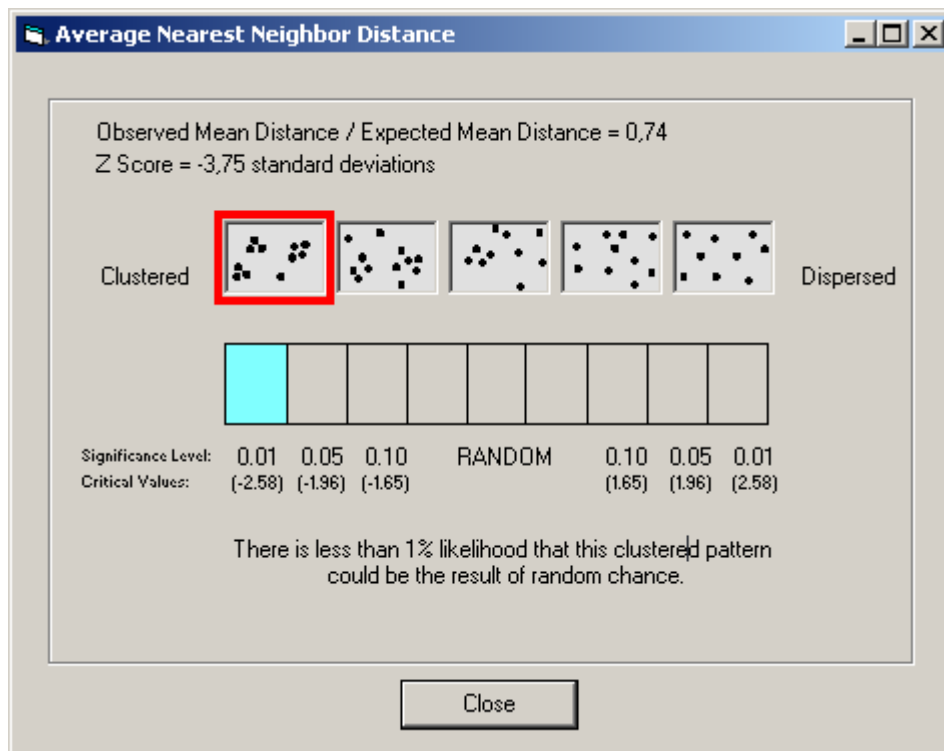 Average Nearest Neighbor Distance
Observed Mean Distance / Expected Mean Distance = 0,74
Z Score = -3,75 standard deviations
Clustered
Dispersed
Significance Level: 0.01 0.05 0.10 RANDOM 0.10 0.05 0.01
Critical Values: (-2.58) (-1.96) (-1.65) (1.65) (1.96) (2.58)
There is less than 1% likelihood that this clustered pattern
could be the result of random chance.
Close